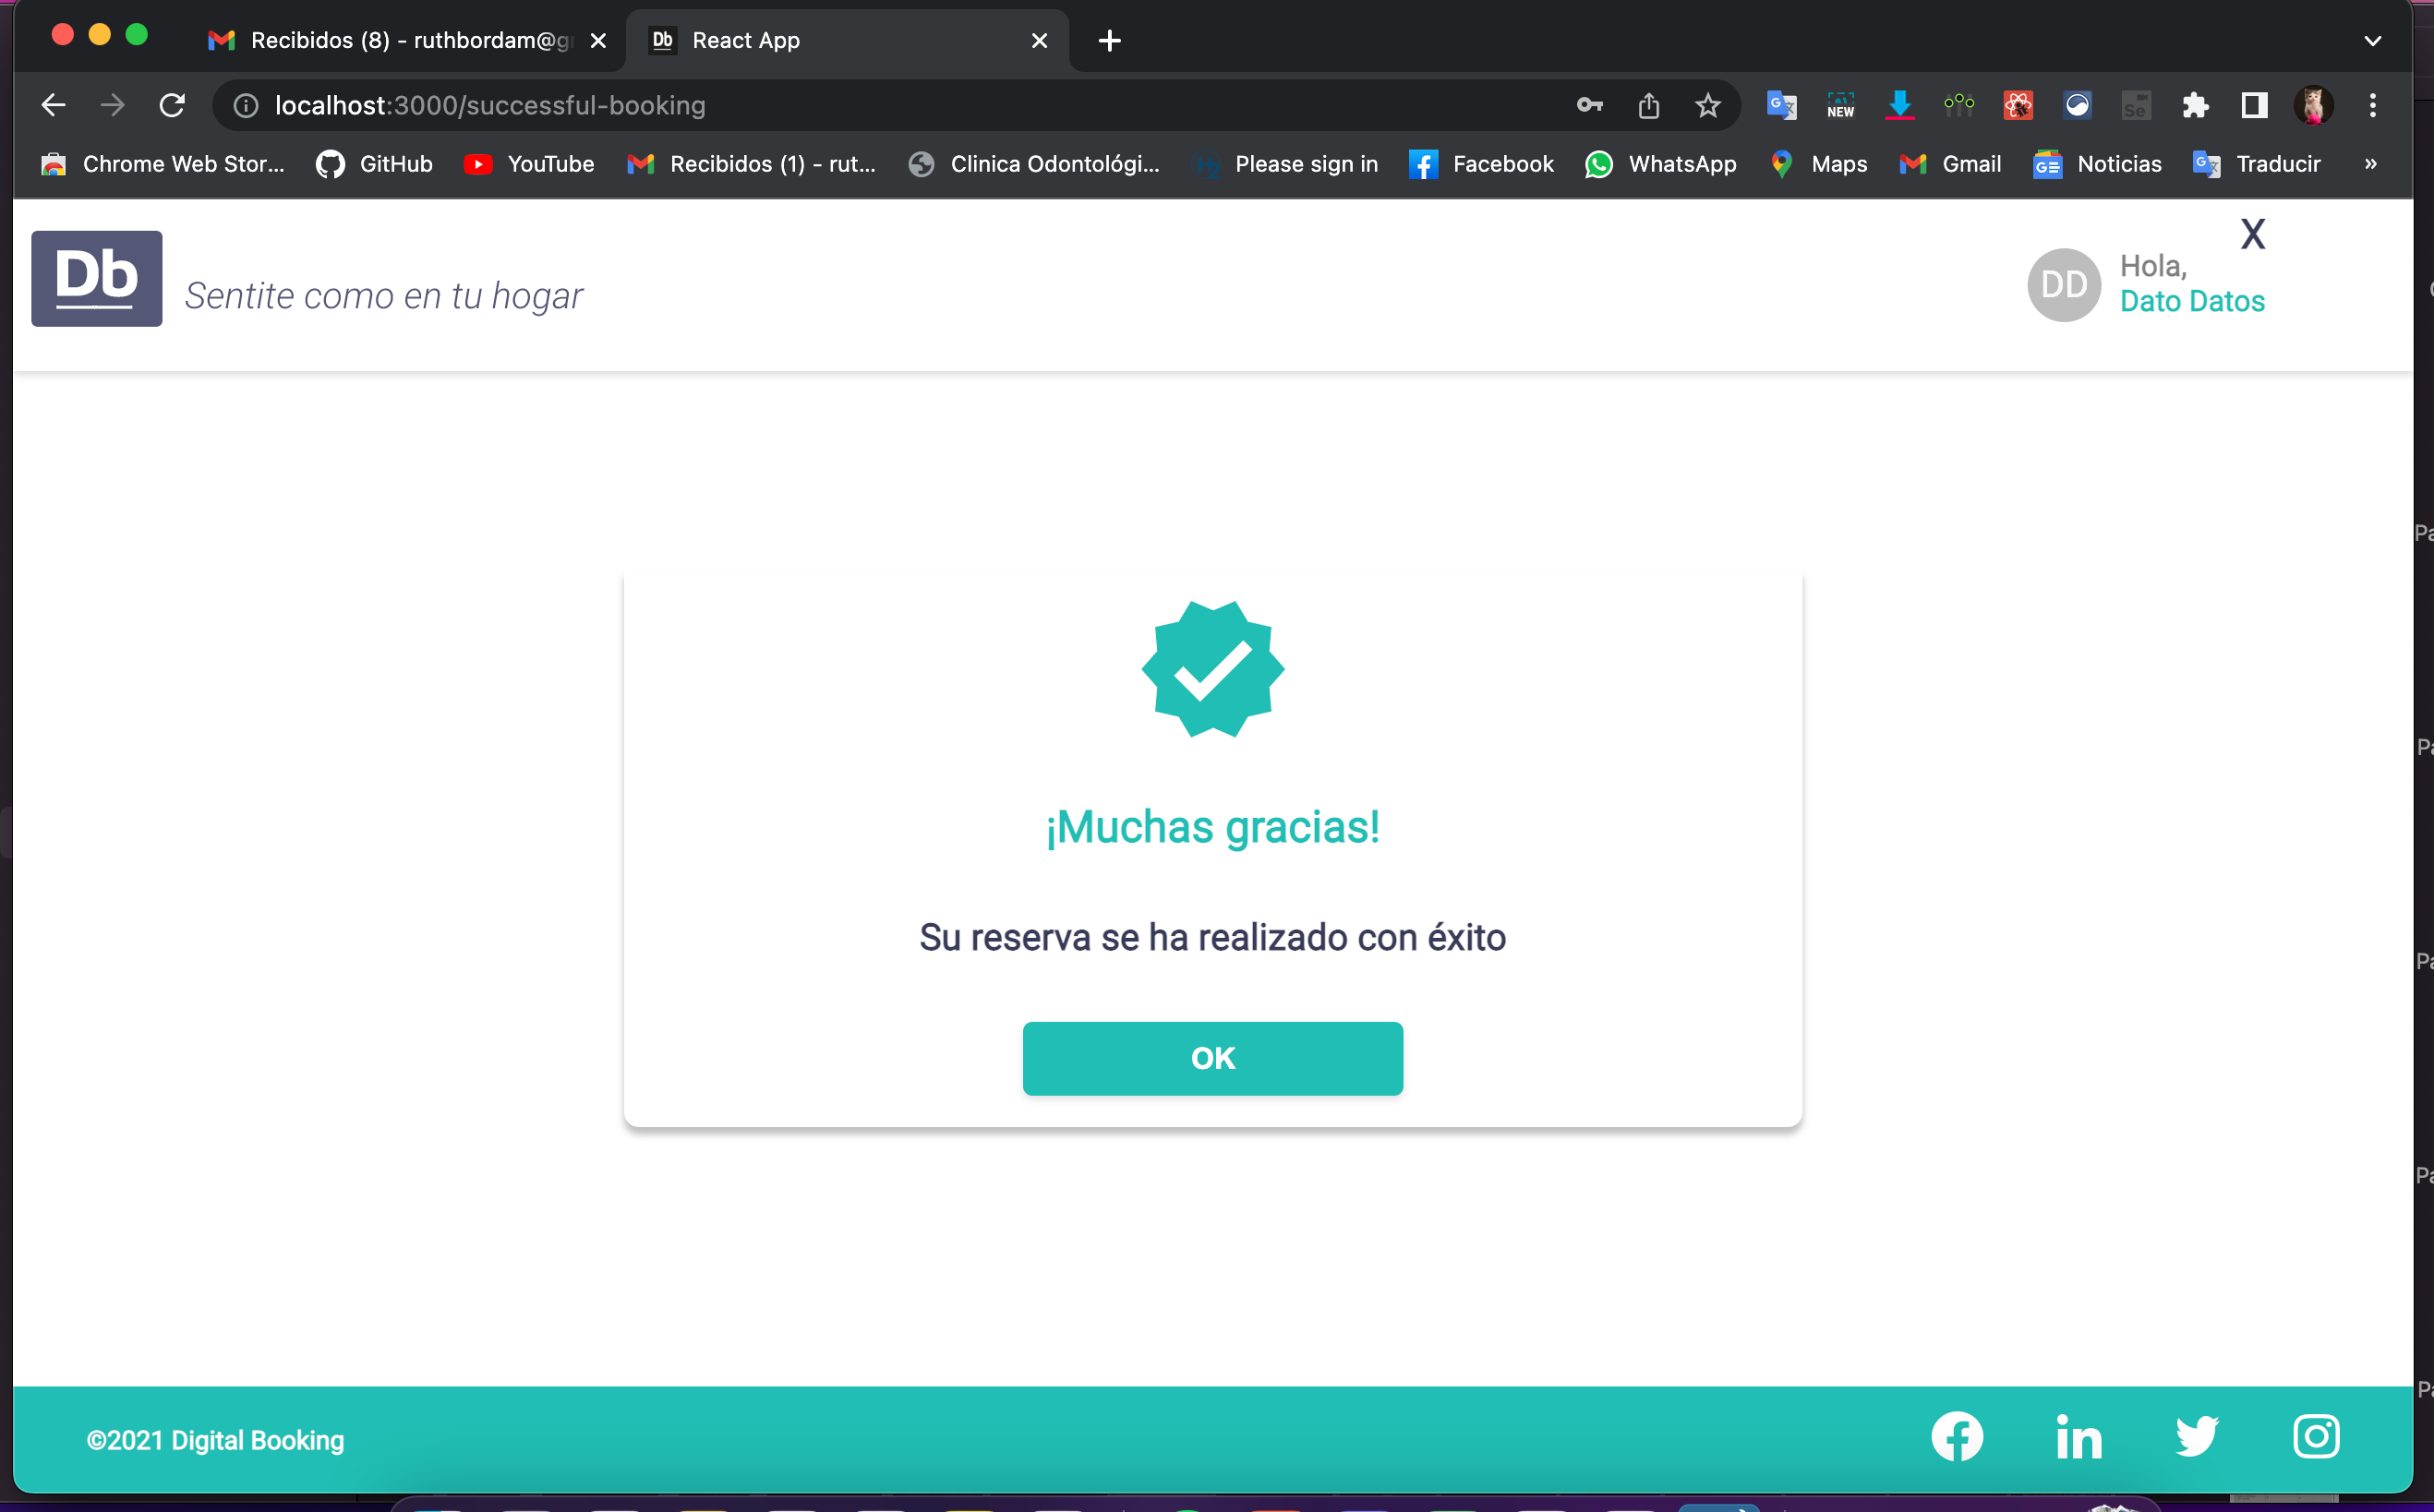 Recibidos (8) - ruthbordam@g
Db React App
localhost:3000/successful-booking
NEW
Se
Chrome Web Stor... GitHub YouTube Recibidos (1) - rut... Clinica Odontológi... Please sign in Facebook WhatsApp Maps Gmail Noticias Traducir »
Db
Sentite como en tu hogar
X
DD
Hola,
Dato Datos
¡Muchas gracias!
Su reserva se ha realizado con éxito
OK
©2021 Digital Booking